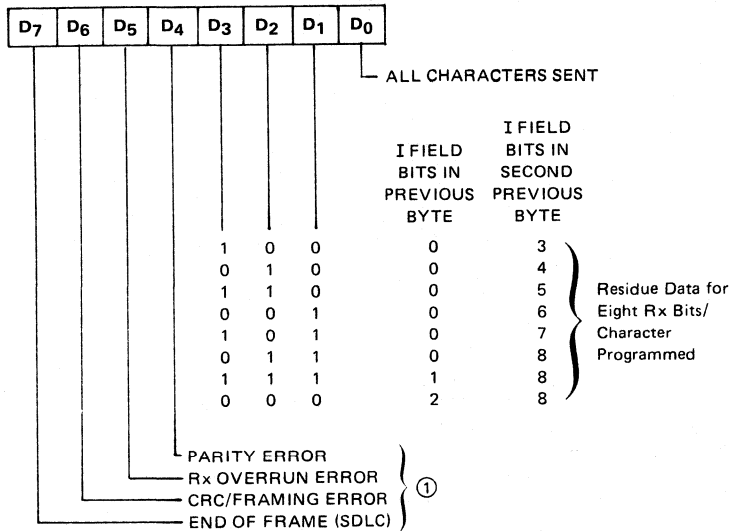 D7 D6 D5 D4 D3 D2 D1 D0
ALL CHARACTERS SENT
I FIELD BITS IN PREVIOUS BYTE
I FIELD BITS IN SECOND PREVIOUS BYTE
1 0 0 0 3
0 1 0 0 4
1 1 0 0 5
0 0 1 0 6
1 0 1 0 7
0 1 1 0 8
1 1 1 1 8
0 0 0 2 8
Residue Data for
Eight Rx Bits/
Character
Programmed
PARITY ERROR
Rx OVERRUN ERROR
CRC/FRAMING ERROR
END OF FRAME (SDLC)
①